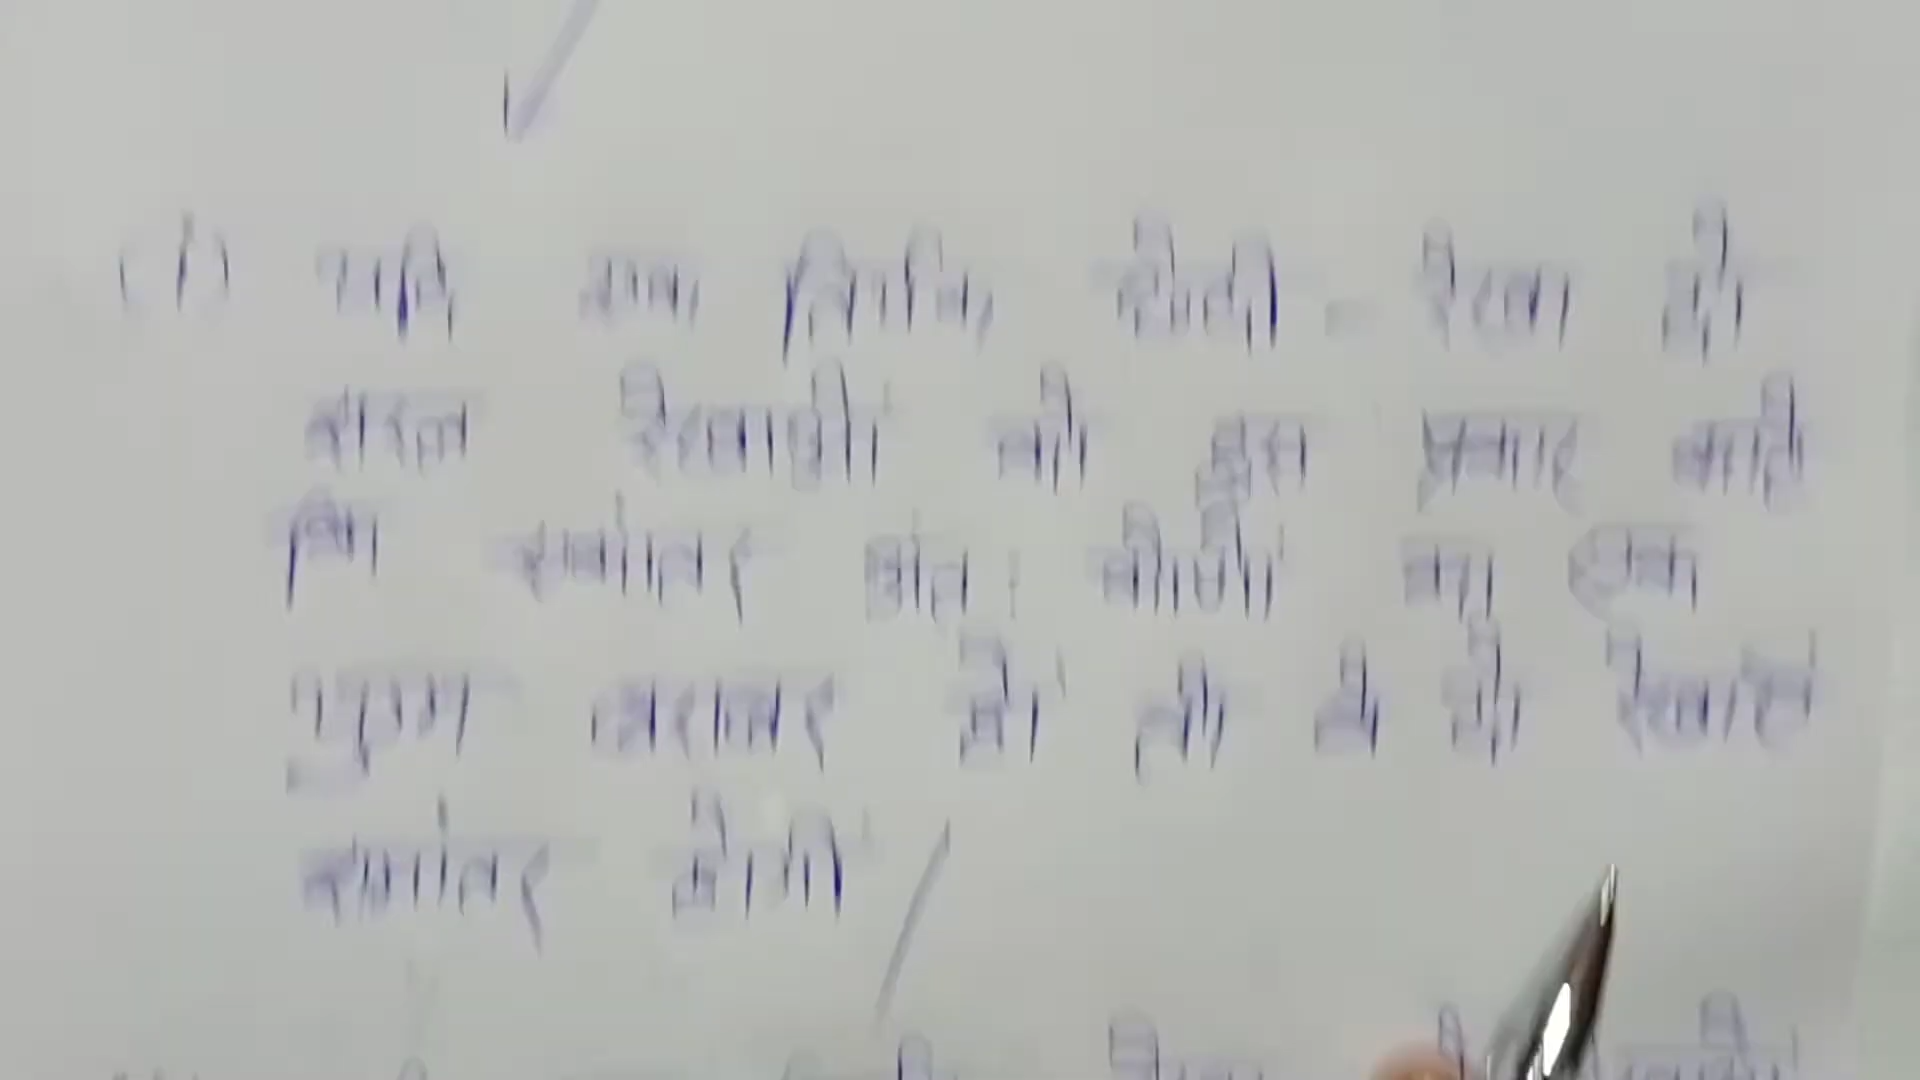 (i) यदि एक तिर्यक छेदी रेखा दो
सरल रेखाओं को इस प्रकार काटे
कि एकांतर अंत: कोणों का एक
युग्म बराबर हों तो वे दो रेखाएं
समांतर होगी